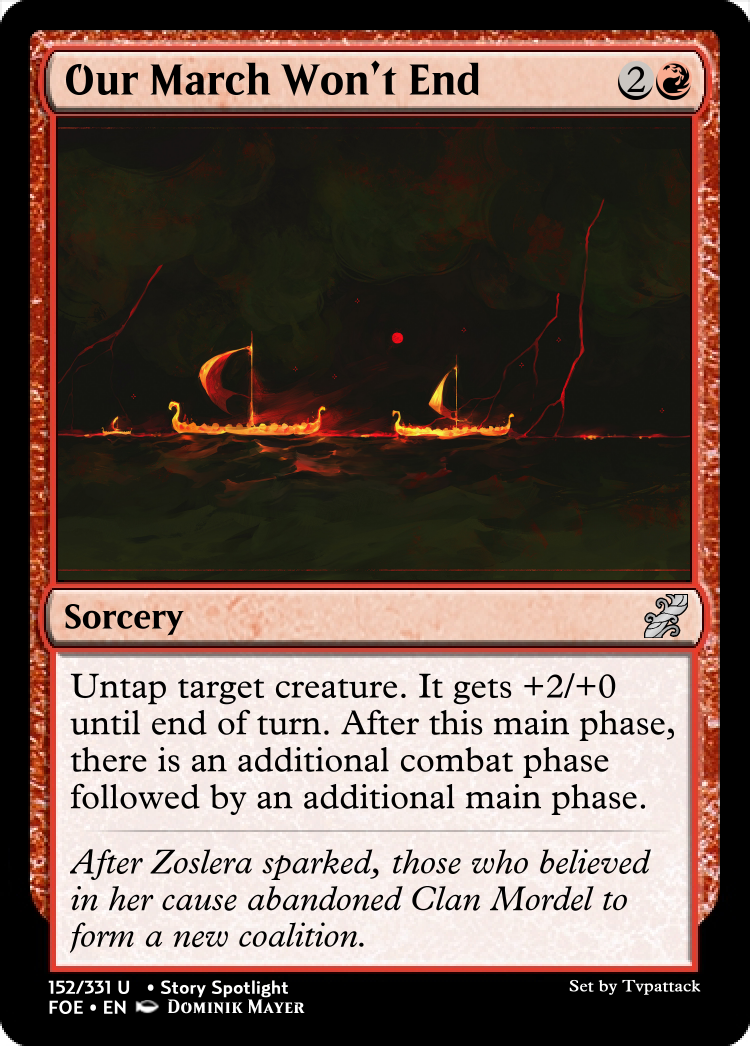 Our March Won't End
2
Sorcery
Untap target creature. It gets +2/+0
until end of turn. After this main phase,
there is an additional combat phase
followed by an additional main phase.
After Zoslera sparked, those who believed
in her cause abandoned Clan Mordel to
form a new coalition.
152/331 U • Story Spotlight
Set by Tvpattack
FOE • EN DOMINIK MAYER